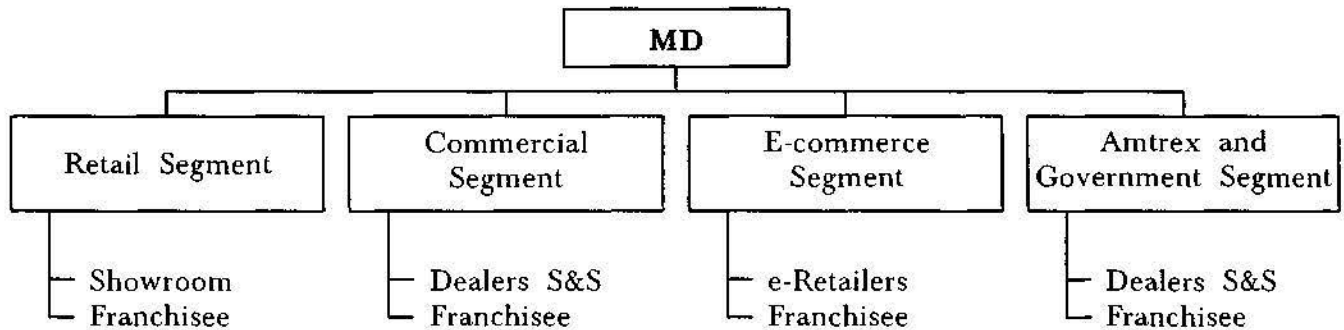 MD
Retail Segment
Commercial
Segment
E-commerce
Segment
Amtrex and
Government Segment
Showroom
Franchisee
Dealers S&S
Franchisee
e-Retailers
Franchisee
Dealers S&S
Franchisee